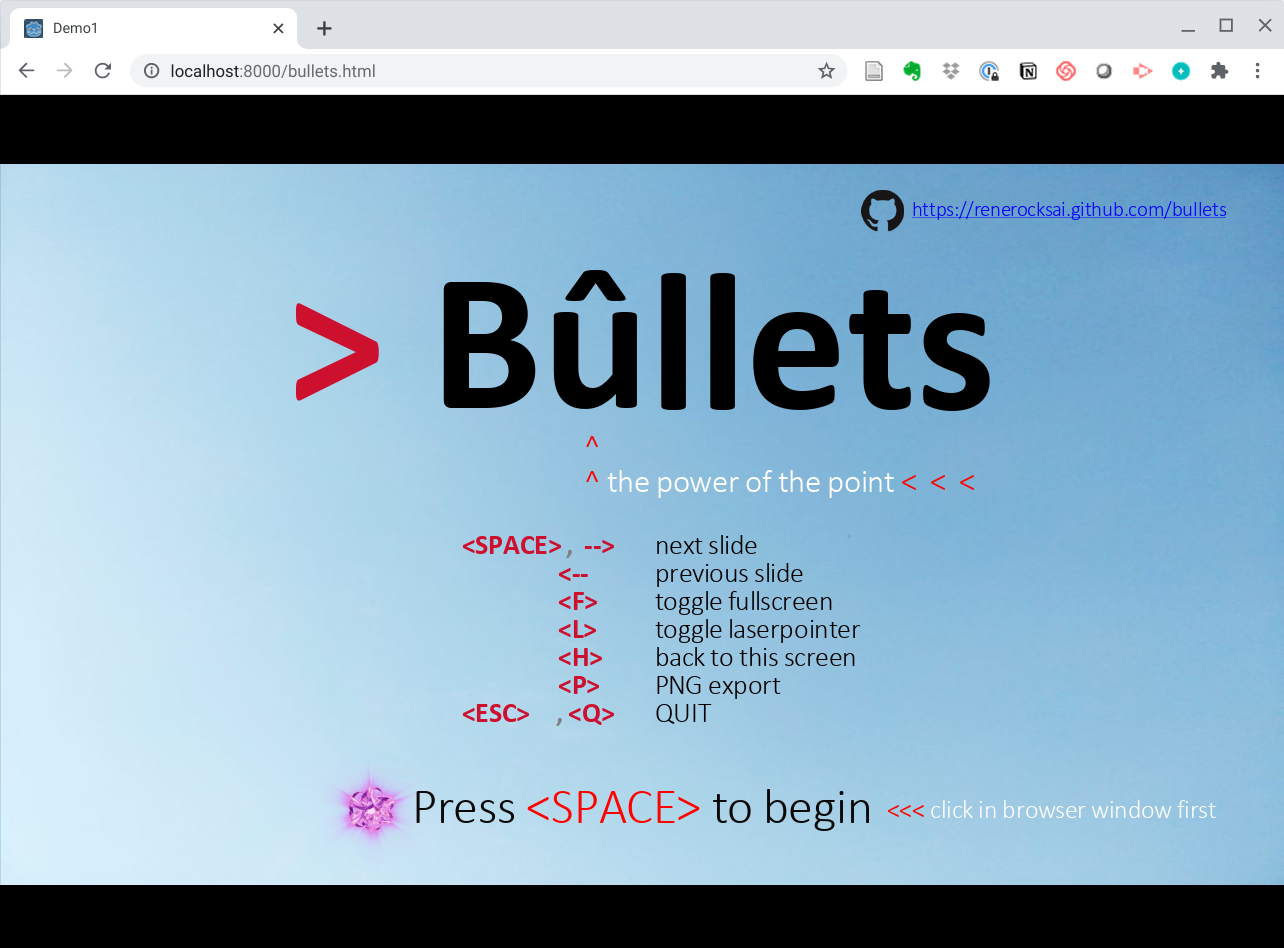 Demo1
localhost:8000/bullets.html
https://renerocksai.github.com/bullets
> Bûllets
^
^ the power of the point < < <
<SPACE> , --> next slide
<-- previous slide
<F> toggle fullscreen
<L> toggle laserpointer
<H> back to this screen
<P> PNG export
<ESC> , <Q> QUIT
Press <SPACE> to begin <<< click in browser window first